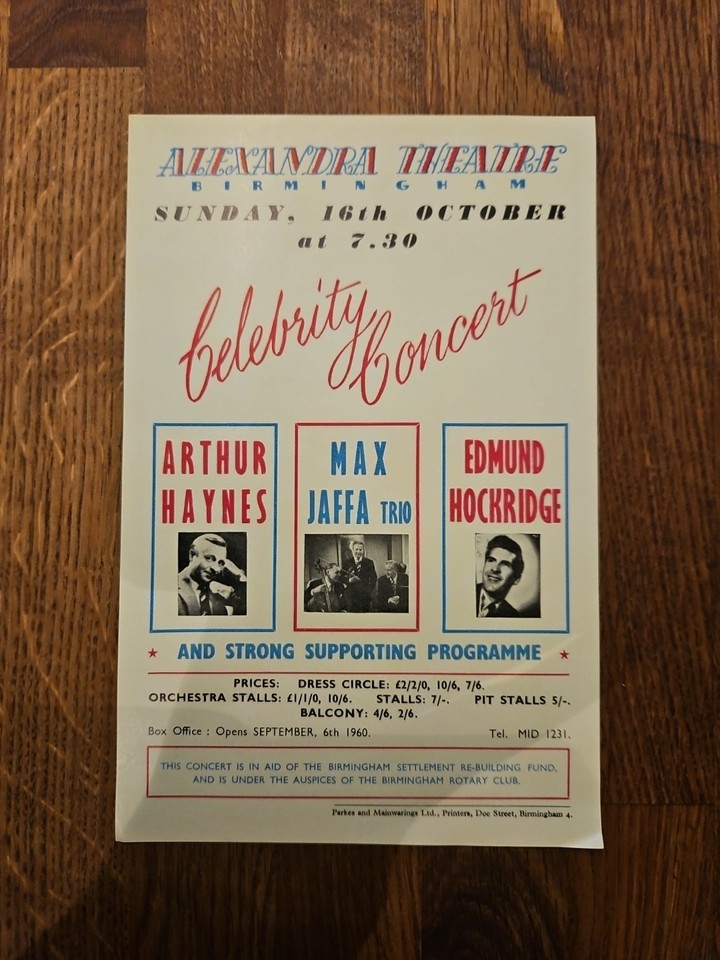 ALEXANDRA THEATRE
BIRMINGHAM
SUNDAY, 16th OCTOBER
at 7.30
Celebrity Concert
ARTHUR HAYNES
MAX JAFFA TRIO
EDMUND HOCKRIDGE
★ AND STRONG SUPPORTING PROGRAMME ★
PRICES: DRESS CIRCLE: £2/2/0, 10/6, 7/6.
ORCHESTRA STALLS: £1/1/0, 10/6. STALLS: 7/-. PIT STALLS 5/-.
BALCONY: 4/6, 2/6.
Box Office : Opens SEPTEMBER, 6th 1960. Tel. MID 1231.
THIS CONCERT IS IN AID OF THE BIRMINGHAM SETTLEMENT RE-BUILDING FUND,
AND IS UNDER THE AUSPICES OF THE BIRMINGHAM ROTARY CLUB.
Parkes and Mainwarings Ltd., Printers, Doe Street, Birmingham 4.